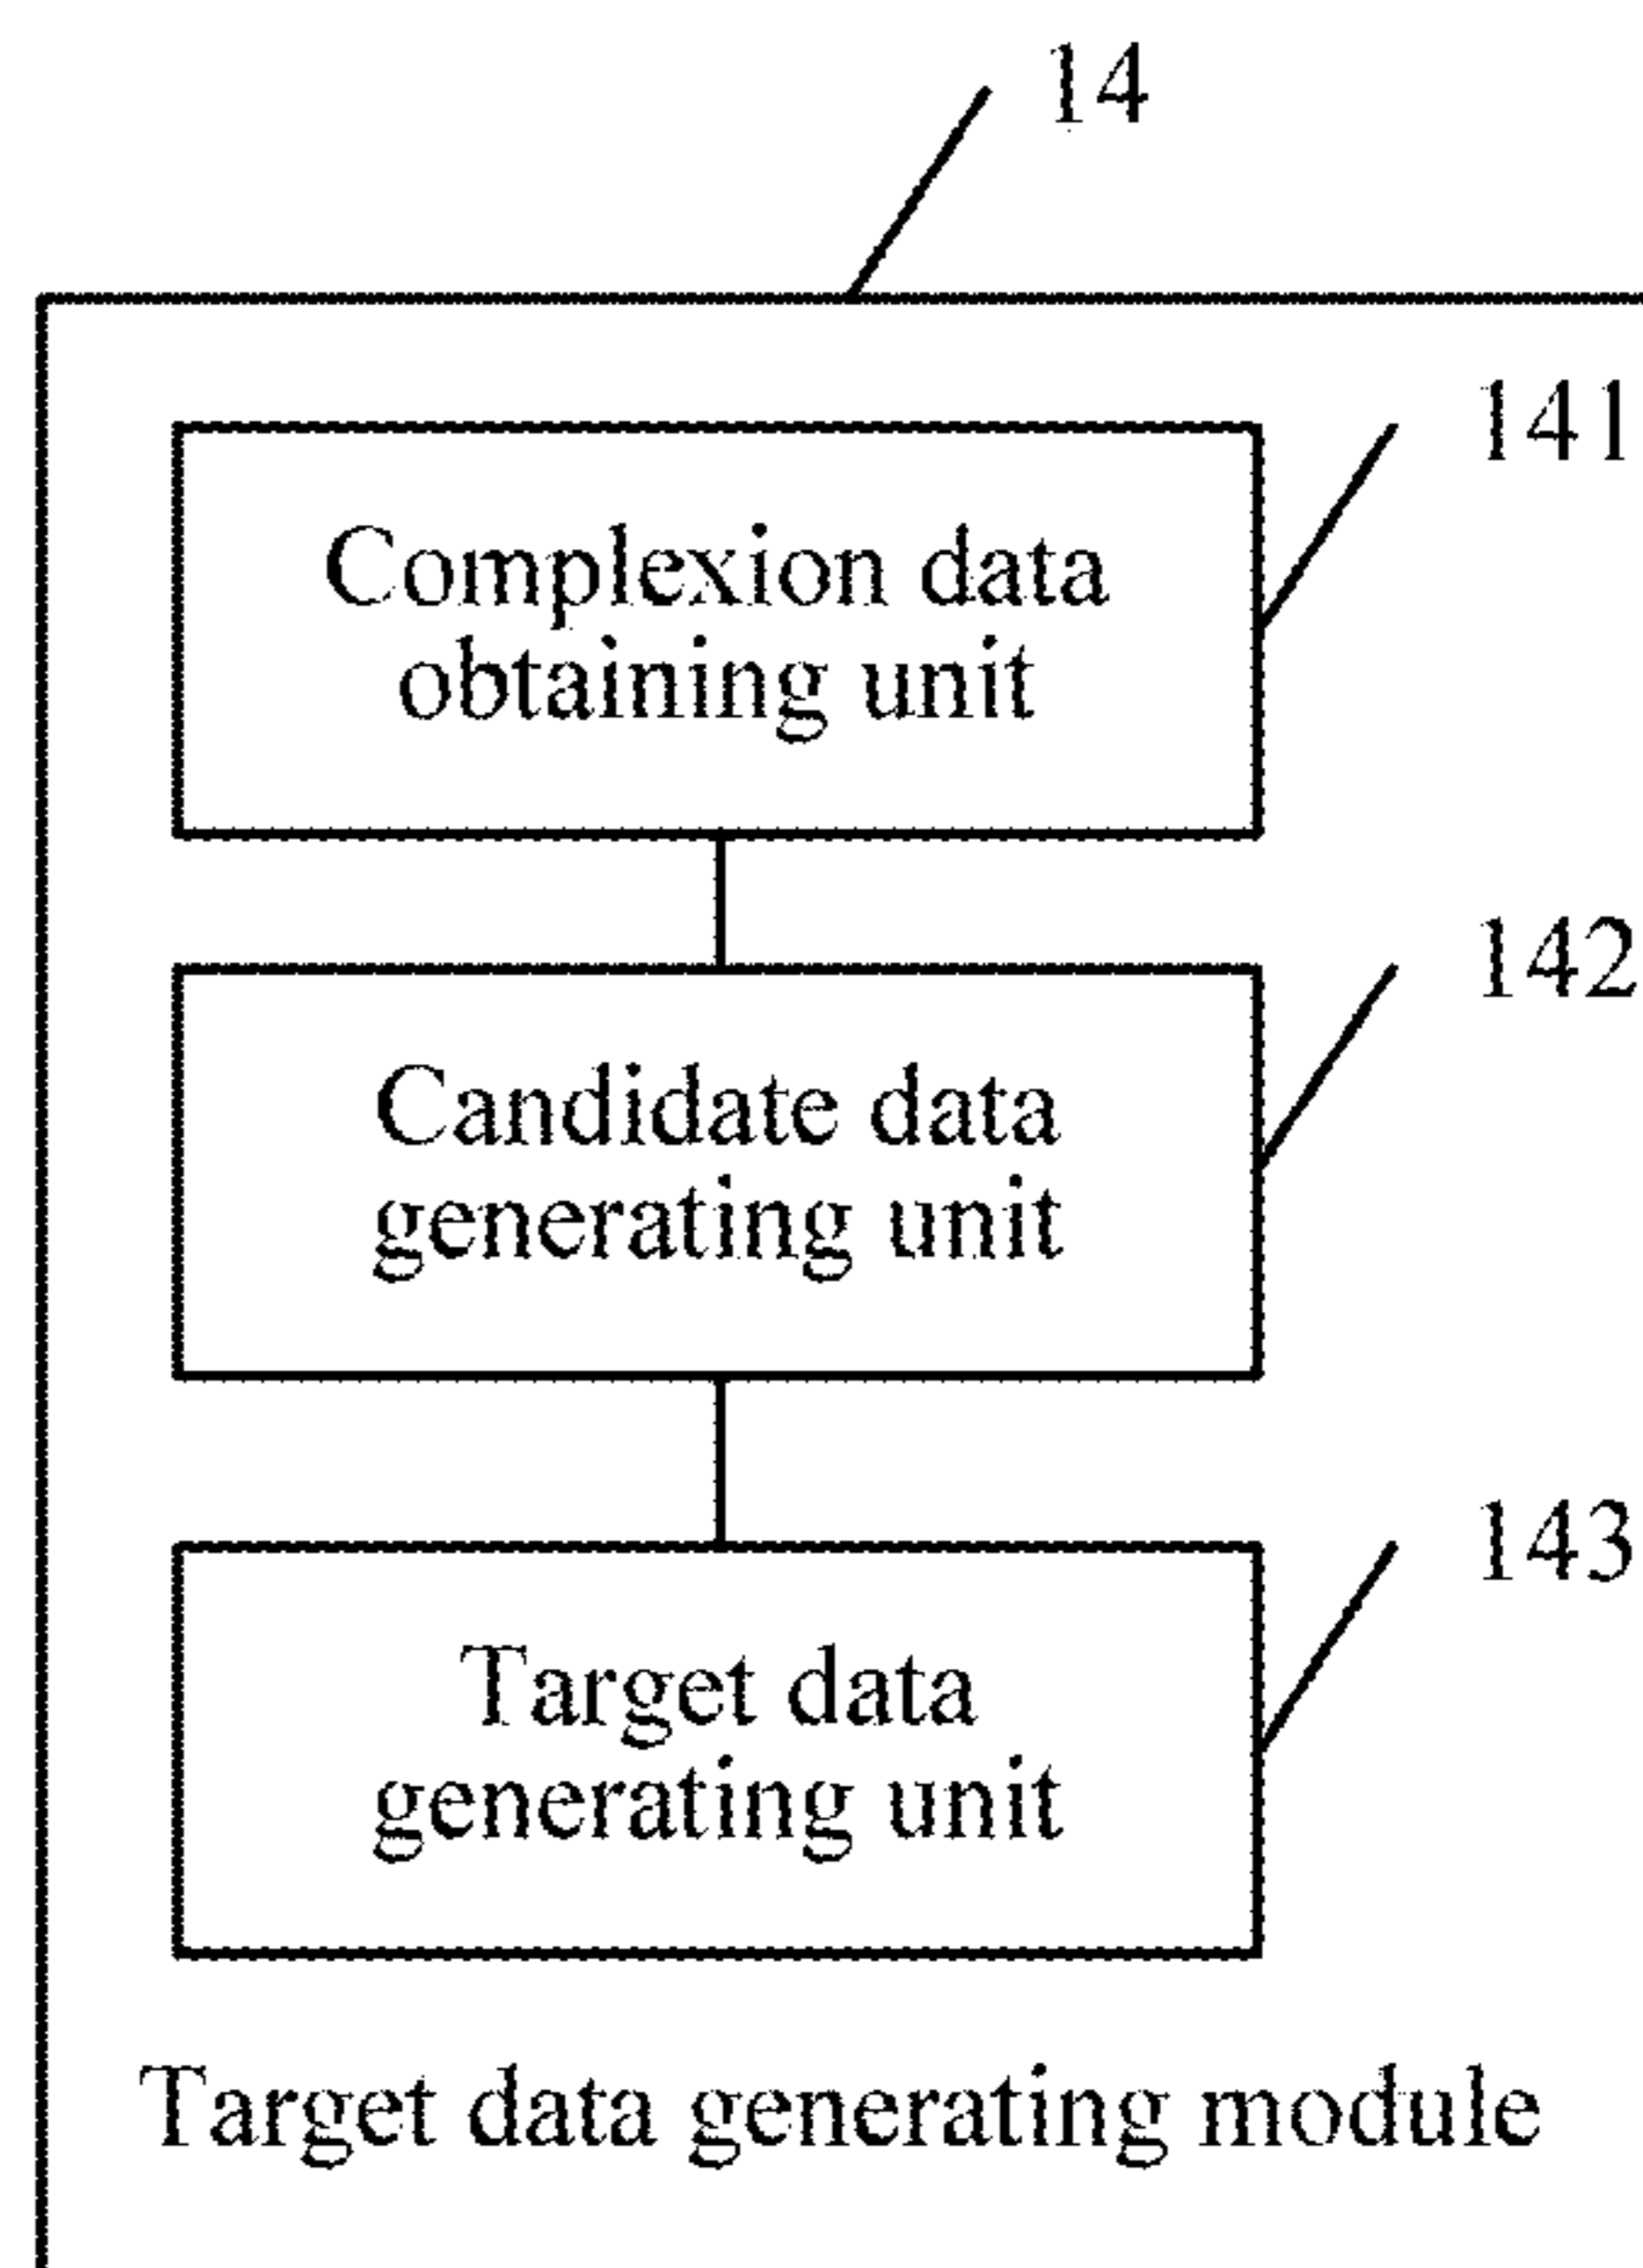 14
141
Complexion data
obtaining unit
142
Candidate data
generating unit
143
Target data
generating unit
Target data generating module